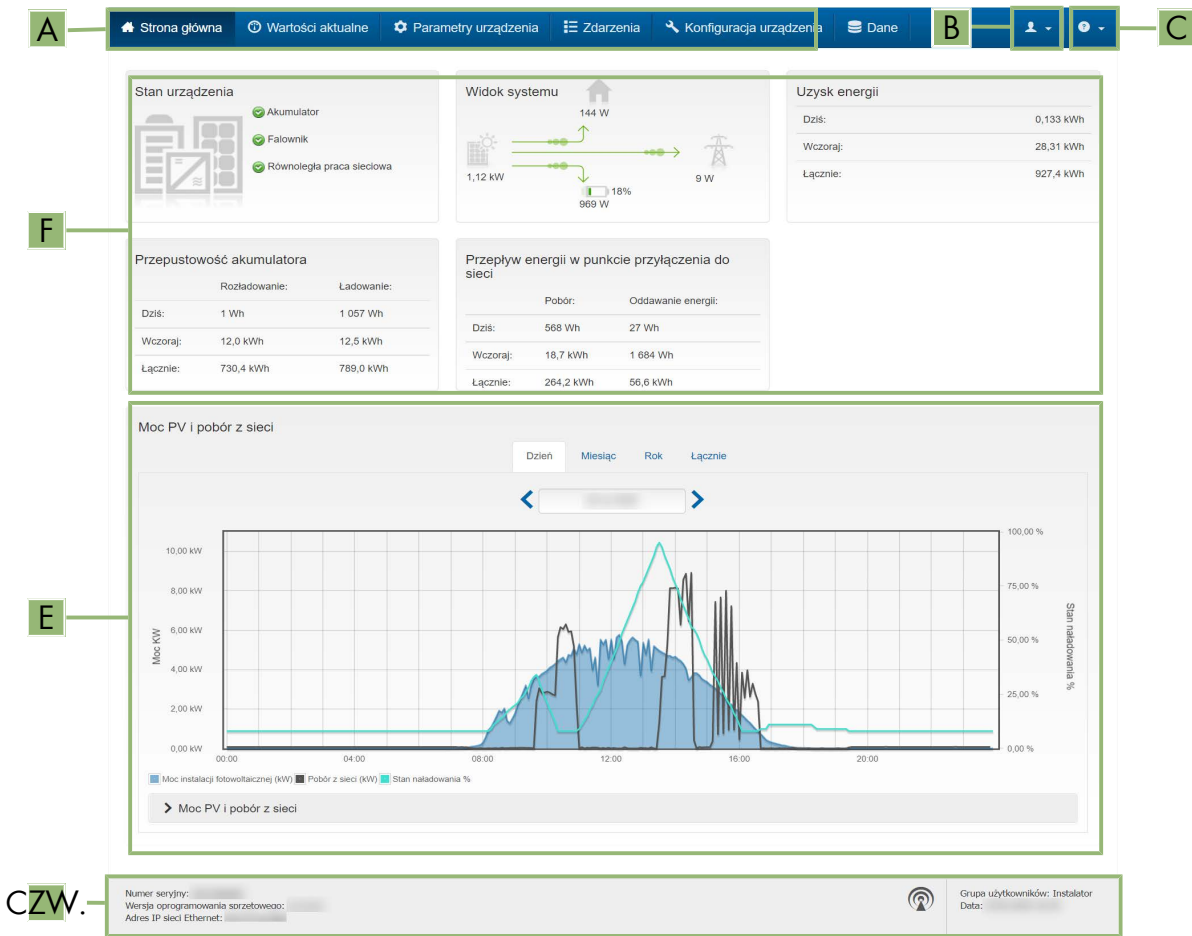 A
Strona główna Wartości aktualne Parametry urządzenia Zdarzenia Konfiguracja urządzenia Dane
B
C
Stan urządzenia
Akumulator
Falownik
Równoległa praca sieciowa
Widok systemu
144 W
1,12 kW
9 W
18%
969 W
Uzysk energii
Dziś: 0,133 kWh
Wczoraj: 28,31 kWh
Łącznie: 927,4 kWh
F
Przepustowość akumulatora
Rozładowanie: Ładowanie:
Dziś: 1 Wh 1 057 Wh
Wczoraj: 12,0 kWh 12,5 kWh
Łącznie: 730,4 kWh 789,0 kWh
Przepływ energii w punkcie przyłączenia do
sieci
Pobór: Oddawanie energii:
Dziś: 568 Wh 27 Wh
Wczoraj: 18,7 kWh 1 684 Wh
Łącznie: 264,2 kWh 56,6 kWh
E
Moc PV i pobór z sieci
Dzień Miesiąc Rok Łącznie
Moc KW
10,00 kW
8,00 kW
6,00 kW
4,00 kW
2,00 kW
0,00 kW
100,00 %
75,00 %
50,00 %
25,00 %
0,00 %
Stan naładowania %
00:00 04:00 08:00 12:00 16:00 20:00
Moc instalacji fotowoltaicznej (kW) Pobór z sieci (kW) Stan naładowania %
Moc PV i pobór z sieci
CZW.
Numer seryjny:
Wersja oprogramowania sprzetowego:
Adres IP sieci Ethernet:
Grupa użytkowników: Instalator
Data: